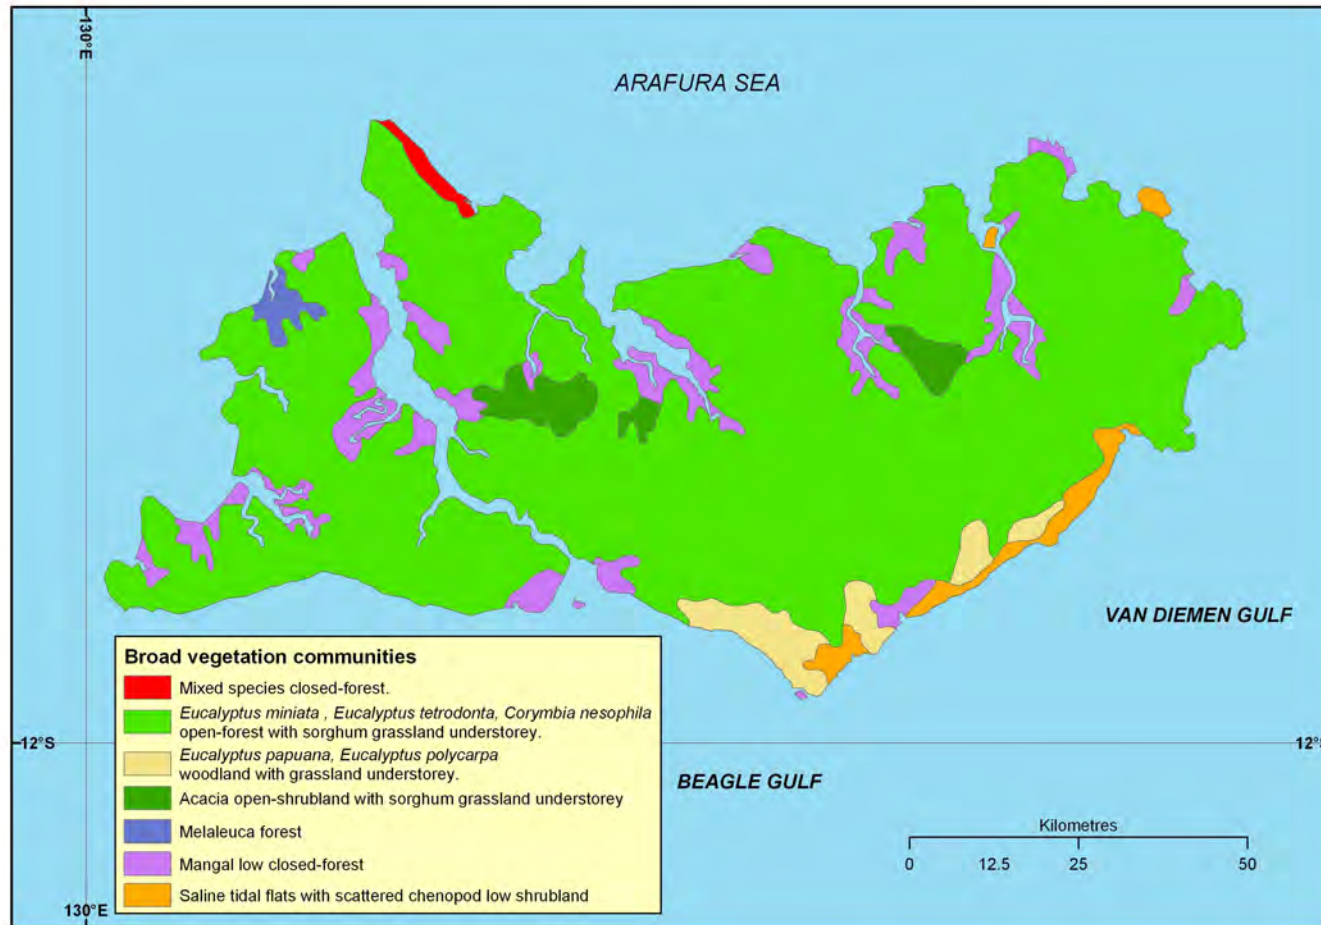 130°E
ARAFURA SEA
VAN DIEMEN GULF
Broad vegetation communities
Mixed species closed-forest.
Eucalyptus miniata , Eucalyptus tetrodonta, Corymbia nesophila
open-forest with sorghum grassland understorey.
Eucalyptus papuana, Eucalyptus polycarpa
woodland with grassland understorey.
Acacia open-shrubland with sorghum grassland understorey
Melaleuca forest
Mangal low closed-forest
Saline tidal flats with scattered chenopod low shrubland
12°S
12°S
BEAGLE GULF
Kilometres
0 12.5 25 50
130°E